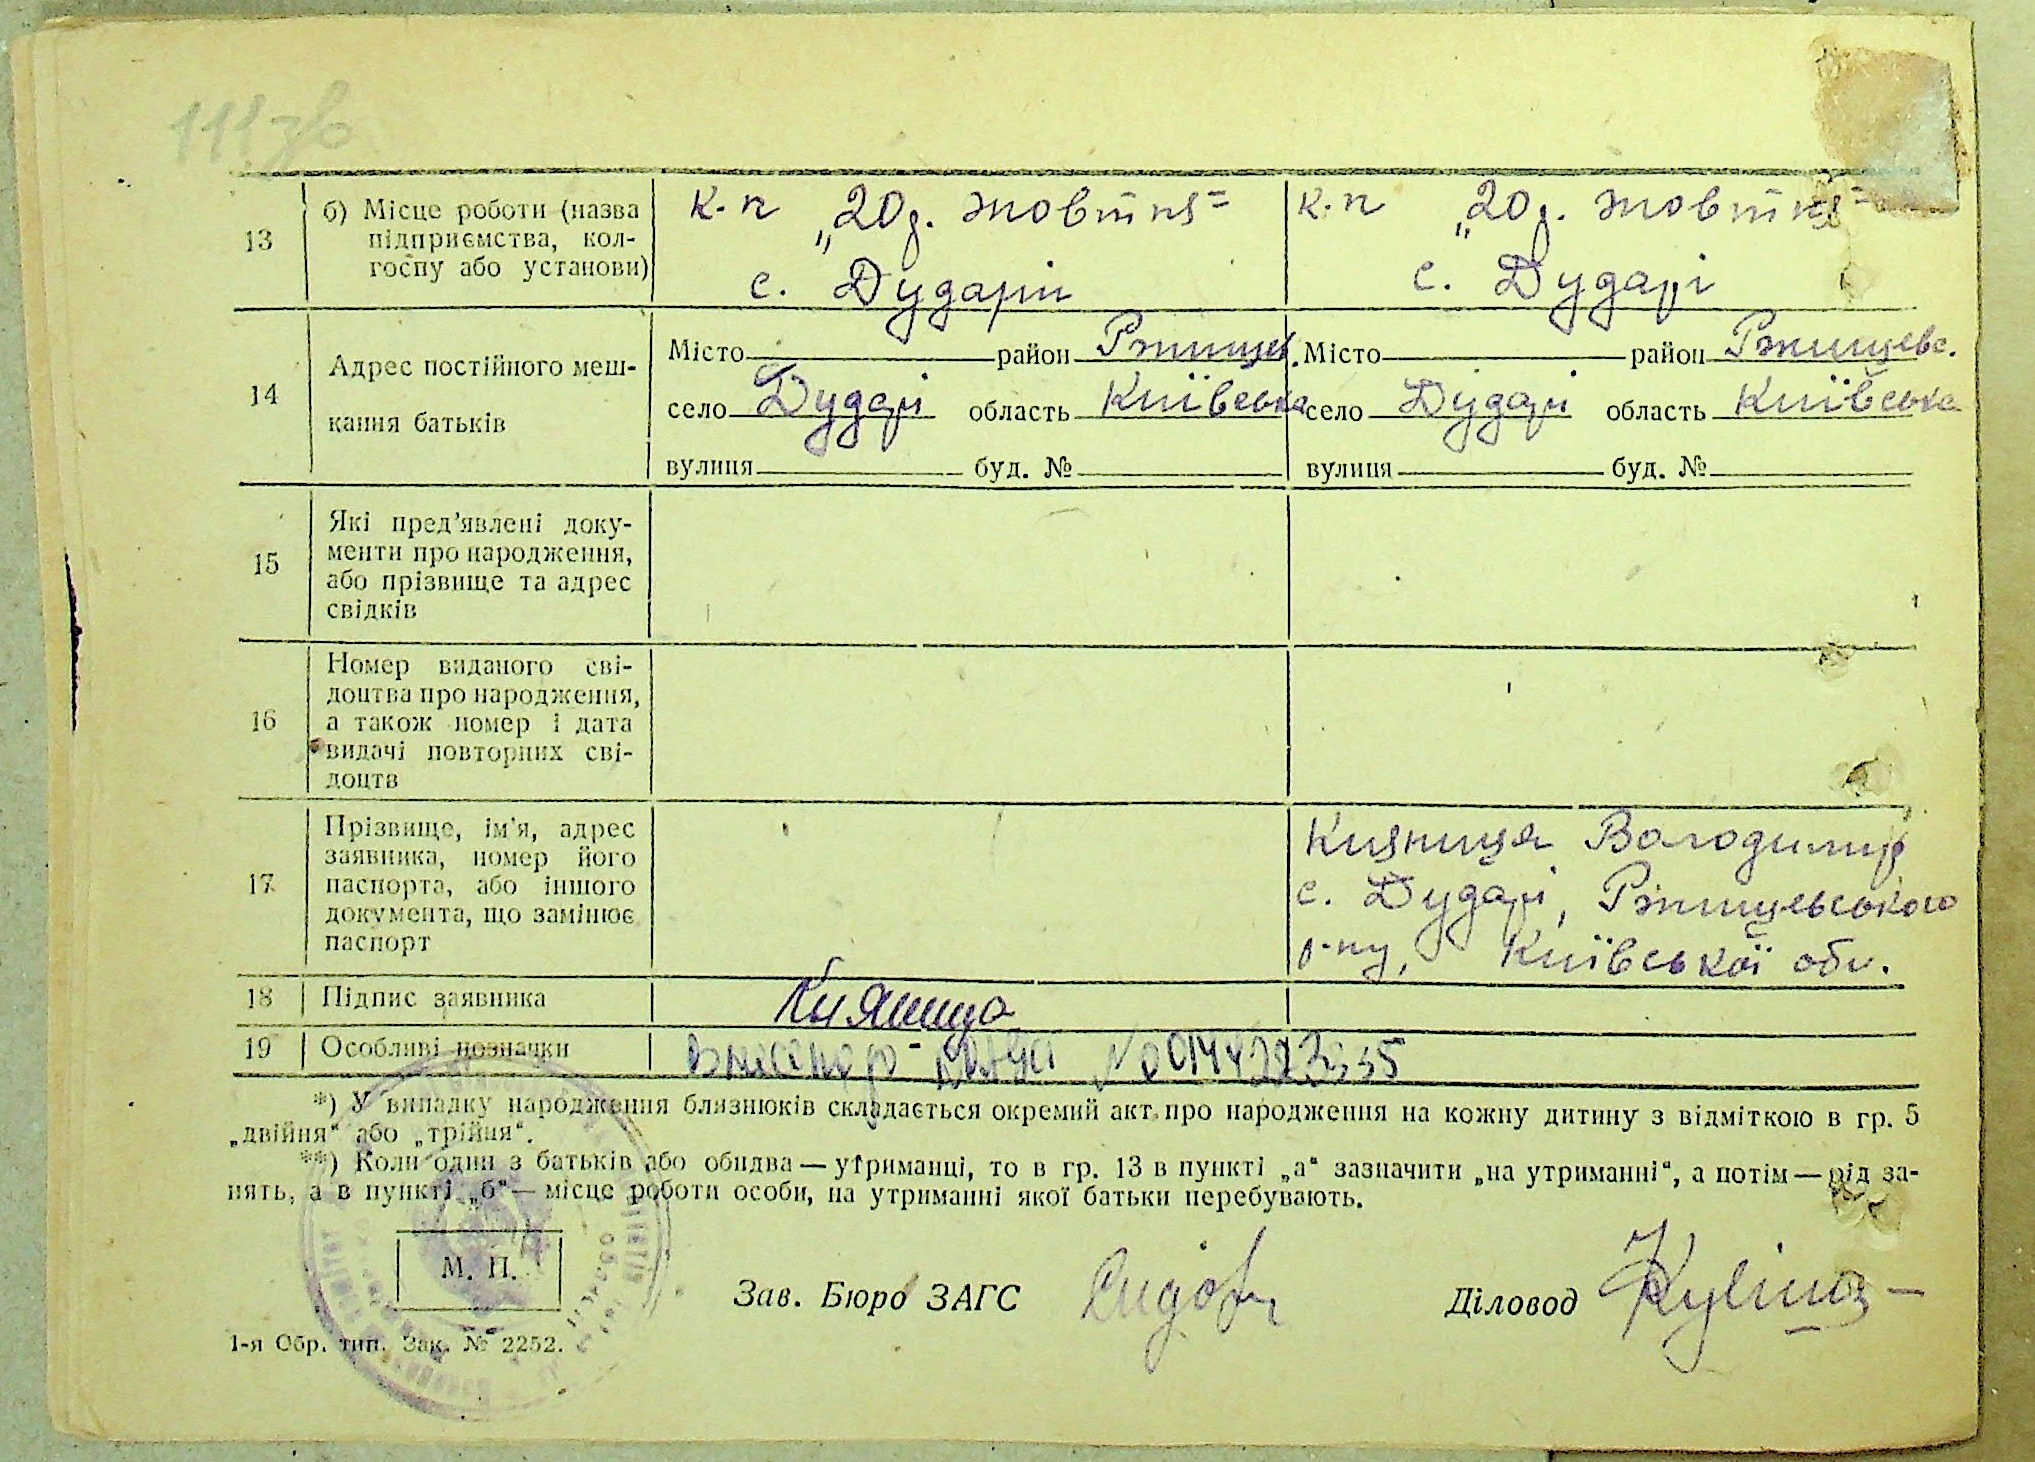 111 зв
13 б) Місце роботи (назва підприємства, колгоспу або установи)
к-п „20 р. жовтня" с. Дударі
к-п „20 р. жовтня" с. Дударі
14 Адрес постійного мешкання батьків
Місто район Ржищев.
село Дударі область Київська
вулиця буд. №
Місто район Ржищевс.
село Дударі область Київська
вулиця буд. №
15 Які пред'явлені документи про народження, або прізвище та адрес свідків
16 Номер виданого свідоцтва про народження, а також номер і дата видачі повторних свідоцтв
17 Прізвище, ім'я, адрес заявника, номер його паспорта, або іншого документа, що замінює паспорт
Кияниця Володимир
с. Дударі, Ржищевського
р-ну, Київської обл.
18 Підпис заявника Кияница
19 Особливі позначки
*) У випадку народження близнюків складається окремий акт про народження на кожну дитину з відміткою в гр. 5
„двійня" або „трійня".
**) Коли один з батьків або обидва — утриманці, то в гр. 13 в пункті „а" зазначити „на утриманні", а потім — рід за-
нять, а в пункті „б" — місце роботи особи, на утриманні якої батьки перебувають.
М. П.
Зав. Бюро ЗАГС
Діловод
1-я Обр. тип. Зак. № 2252.